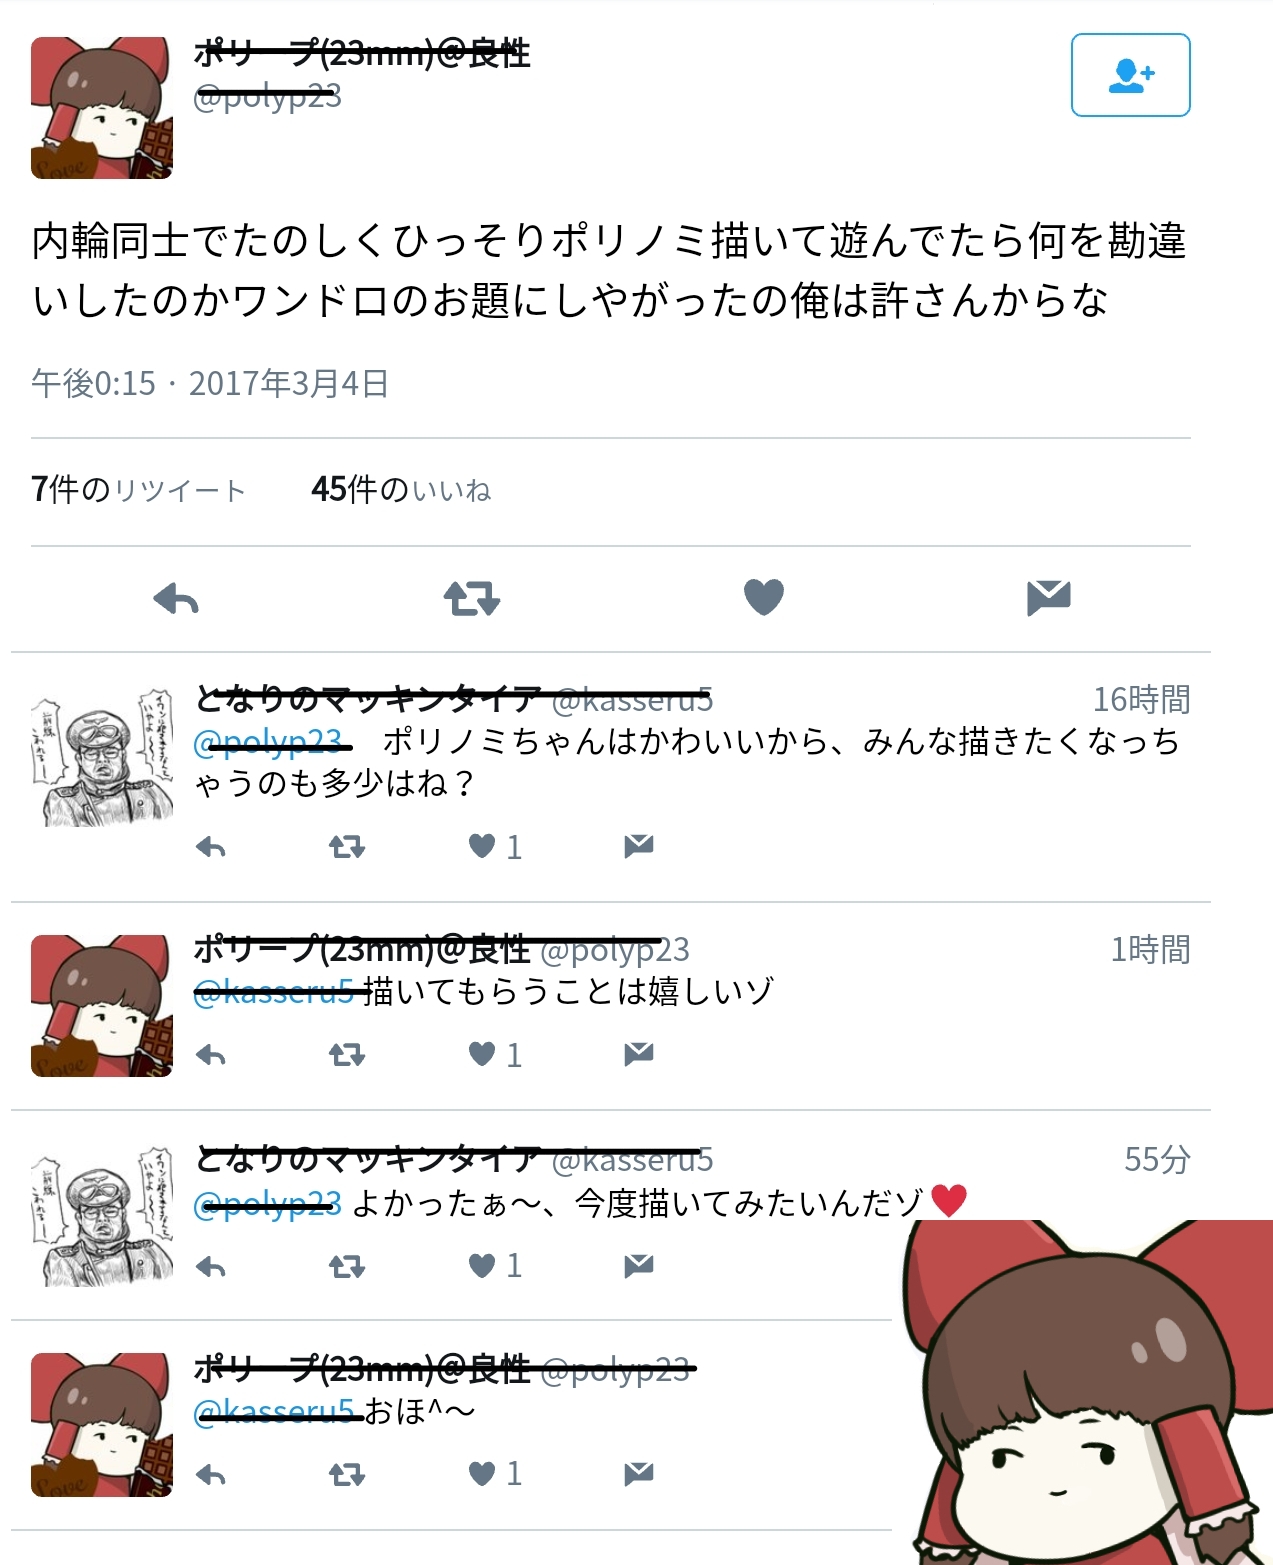 ポリープ(23mm)@良性
@polyp23
内輪同士でたのしくひっそりポリノミ描いて遊んでたら何を勘違
いしたのかワンドロのお題にしやがったの俺は許さんからな
午後0:15 · 2017年3月4日
7件のリツイート 45件のいいね
となりのマッキンタイア @kasseru5 16時間
@polyp23 ポリノミちゃんはかわいいから、みんな描きたくなっち
ゃうのも多少はね？
1
ポリープ(23mm)@良性 @polyp23 1時間
@kasseru5 描いてもらうことは嬉しいゾ
1
となりのマッキンタイア @kasseru5 55分
@polyp23 よかったぁ〜、今度描いてみたいんだゾ❤
1
ポリープ(23mm)@良性 @polyp23
@kasseru5 おほ^〜
1
Love